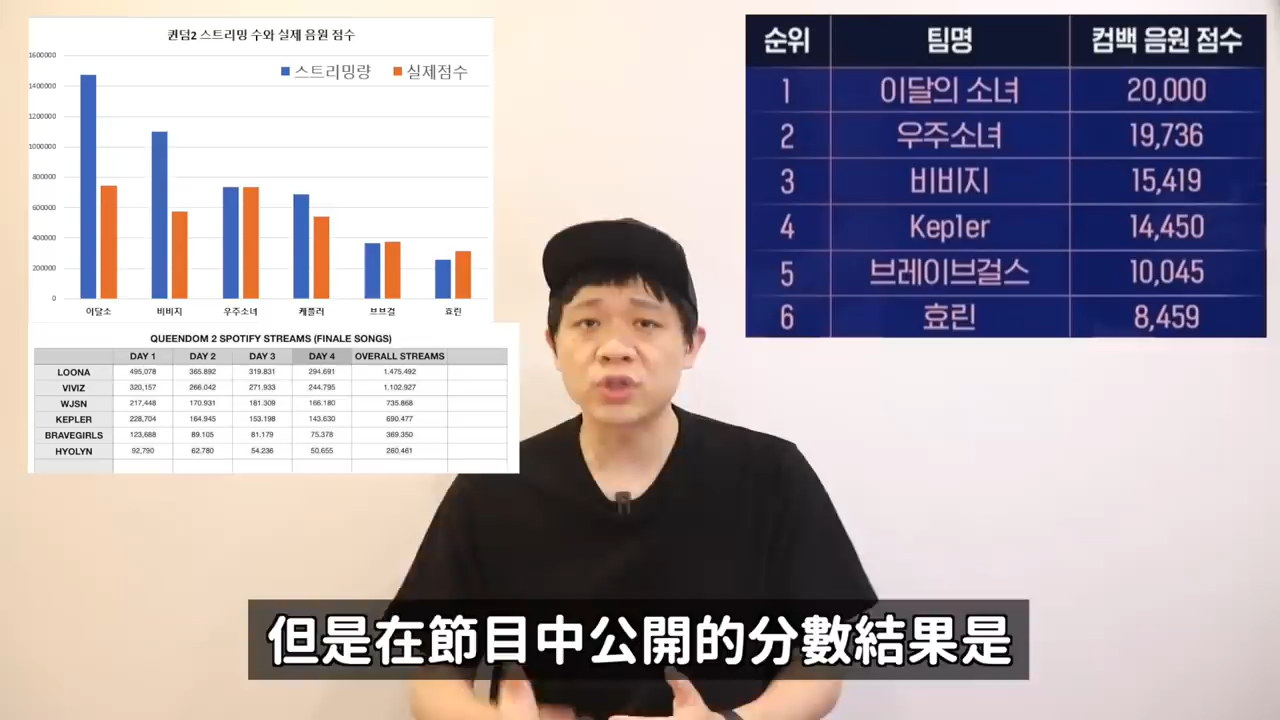 퀸덤2 스트리밍 수와 실제 음원 점수
스트리밍량 실제점수
1600000
1400000
1200000
1000000
800000
600000
400000
200000
0
이달소 비비지 우주소녀 케플러 브브걸 효린
QUEENDOM 2 SPOTIFY STREAMS (FINALE SONGS)
DAY 1 DAY 2 DAY 3 DAY 4 OVERALL STREAMS
LOONA 495,078 365.892 319.831 294.691 1.475.492
VIVIZ 320,157 266.042 271.933 244.795 1.102.927
WJSN 217,448 170.931 181.309 166.180 735.868
KEPLER 228,704 164.945 153.198 143.630 690.477
BRAVEGIRLS 123,688 89.105 81.179 75.378 369.350
HYOLYN 92,790 62.780 54.236 50.655 260.461
순위 팀명 컴백 음원 점수
1 이달의 소녀 20,000
2 우주소녀 19,736
3 비비지 15,419
4 Kep1er 14,450
5 브레이브걸스 10,045
6 효린 8,459
但是在節目中公開的分數結果是